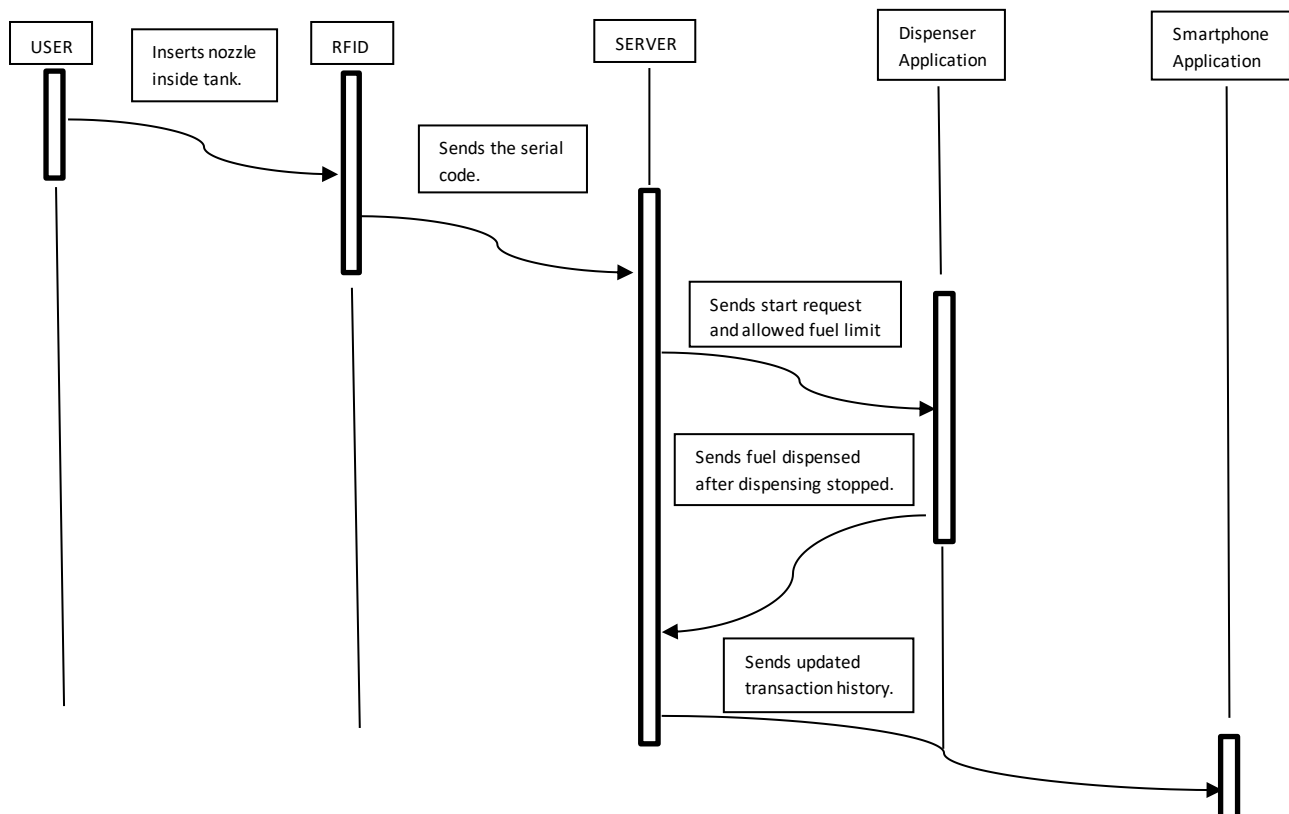 USER
RFID
SERVER
Dispenser
Application
Smartphone
Application
Inserts nozzle
inside tank.
Sends the serial
code.
Sends start request
and allowed fuel limit
Sends fuel dispensed
after dispensing stopped.
Sends updated
transaction history.